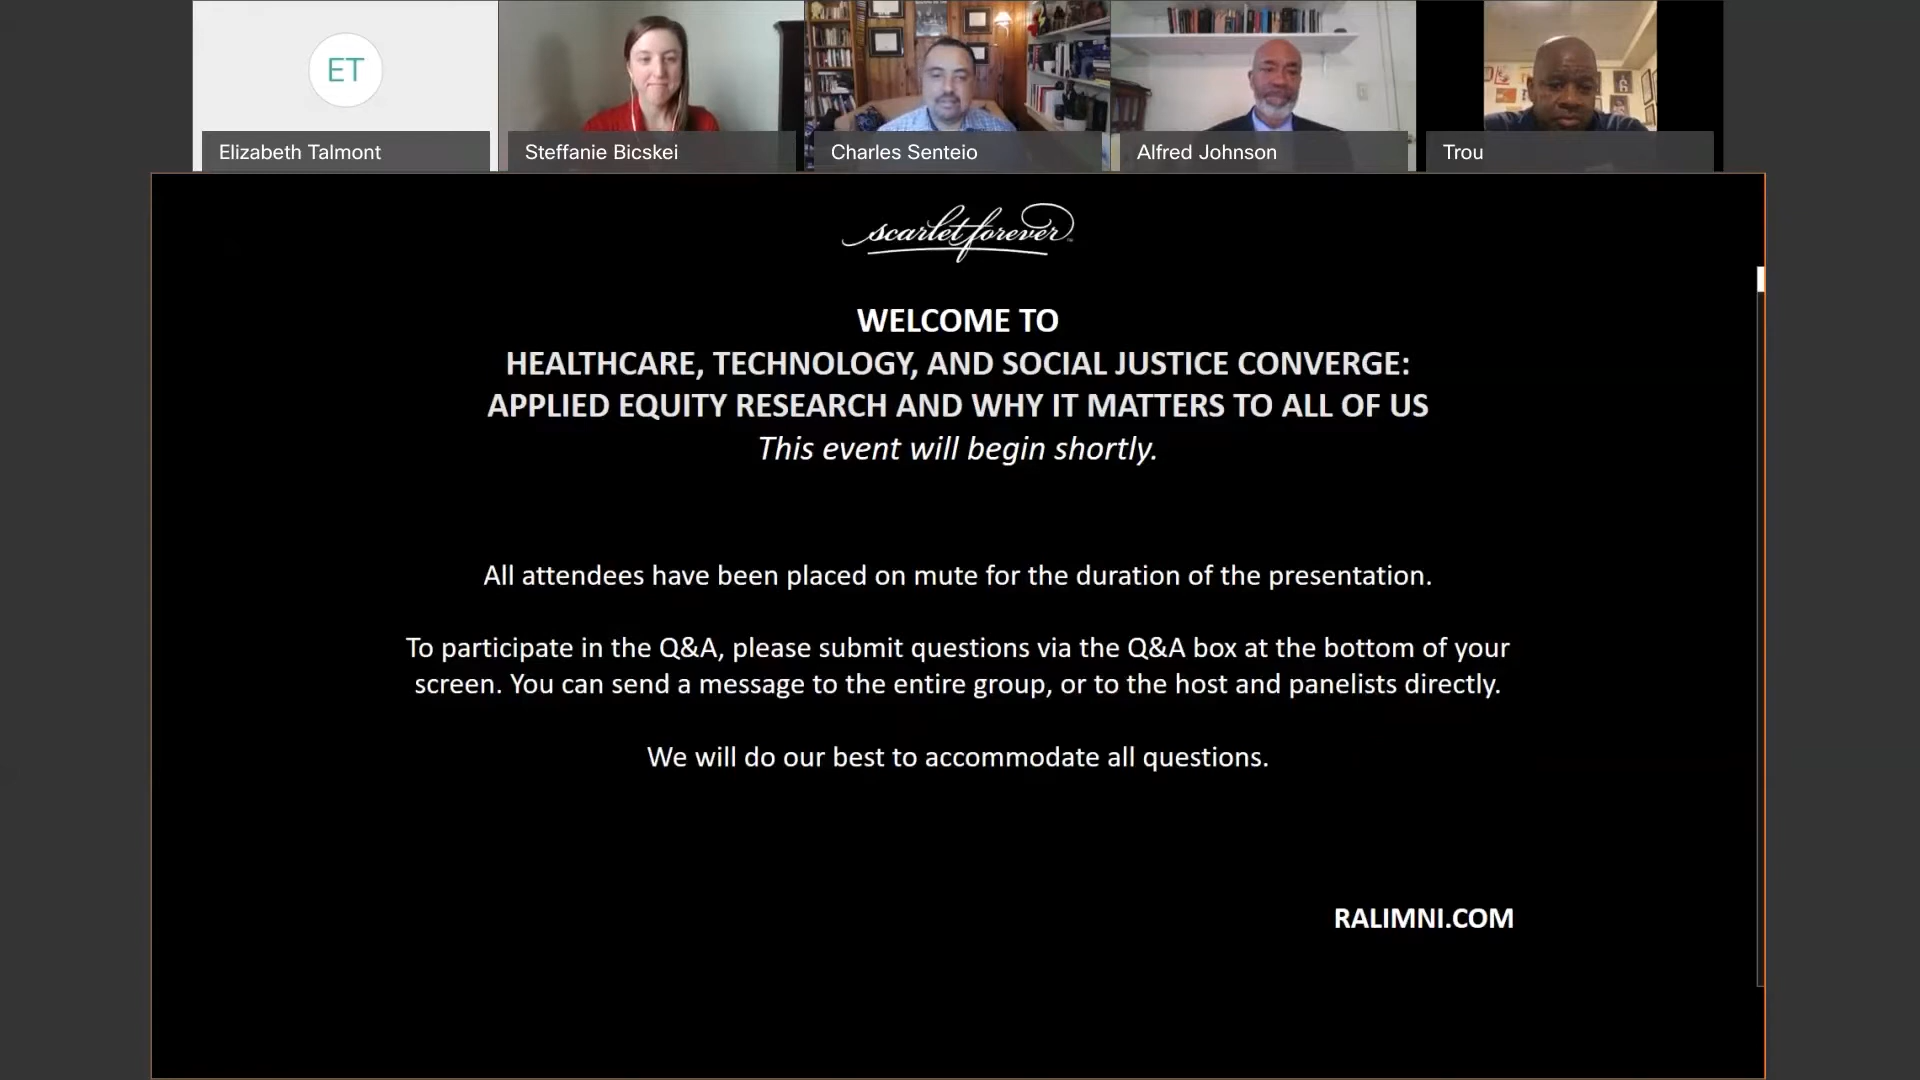 ET
Elizabeth Talmont
Steffanie Bicskei
Charles Senteio
Alfred Johnson
Trou
scarlet forever
WELCOME TO
HEALTHCARE, TECHNOLOGY, AND SOCIAL JUSTICE CONVERGE:
APPLIED EQUITY RESEARCH AND WHY IT MATTERS TO ALL OF US
This event will begin shortly.
All attendees have been placed on mute for the duration of the presentation.
To participate in the Q&A, please submit questions via the Q&A box at the bottom of your
screen. You can send a message to the entire group, or to the host and panelists directly.
We will do our best to accommodate all questions.
RALIMNI.COM